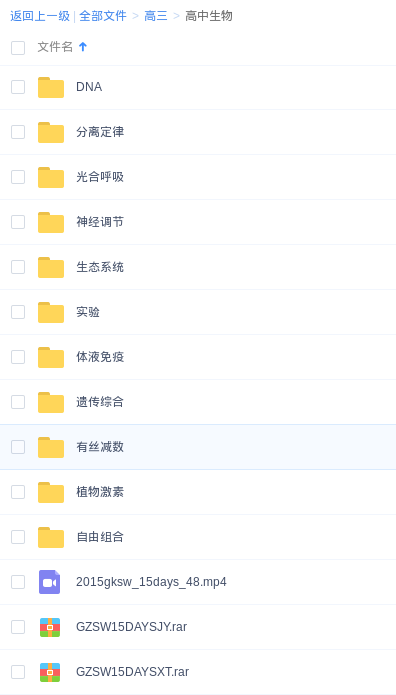 返回上一级 | 全部文件 > 高三 > 高中生物
文件名
DNA
分离定律
光合呼吸
神经调节
生态系统
实验
体液免疫
遗传综合
有丝减数
植物激素
自由组合
2015gksw_15days_48.mp4
GZSW15DAYSJY.rar
GZSW15DAYSXT.rar